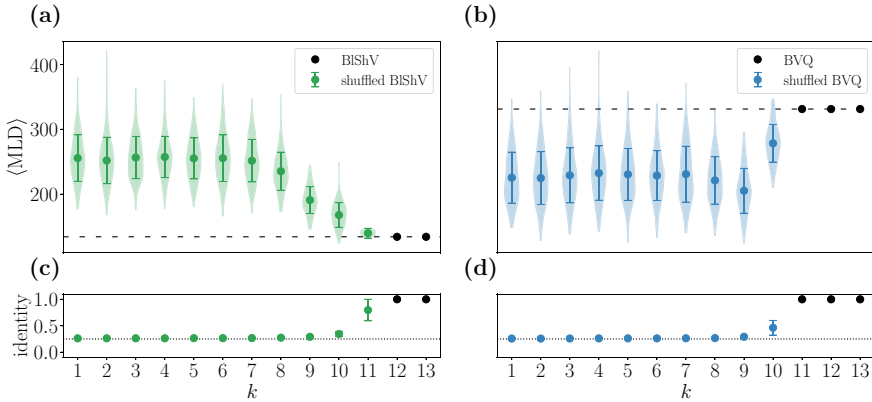 (a)
(b)
400
300
200
⟨MLD⟩
BlShV
shuffled BlShV
BVQ
shuffled BVQ
(c)
(d)
1.0
0.5
0.0
identity
1 2 3 4 5 6 7 8 9 10 11 12 13
1 2 3 4 5 6 7 8 9 10 11 12 13
k
k